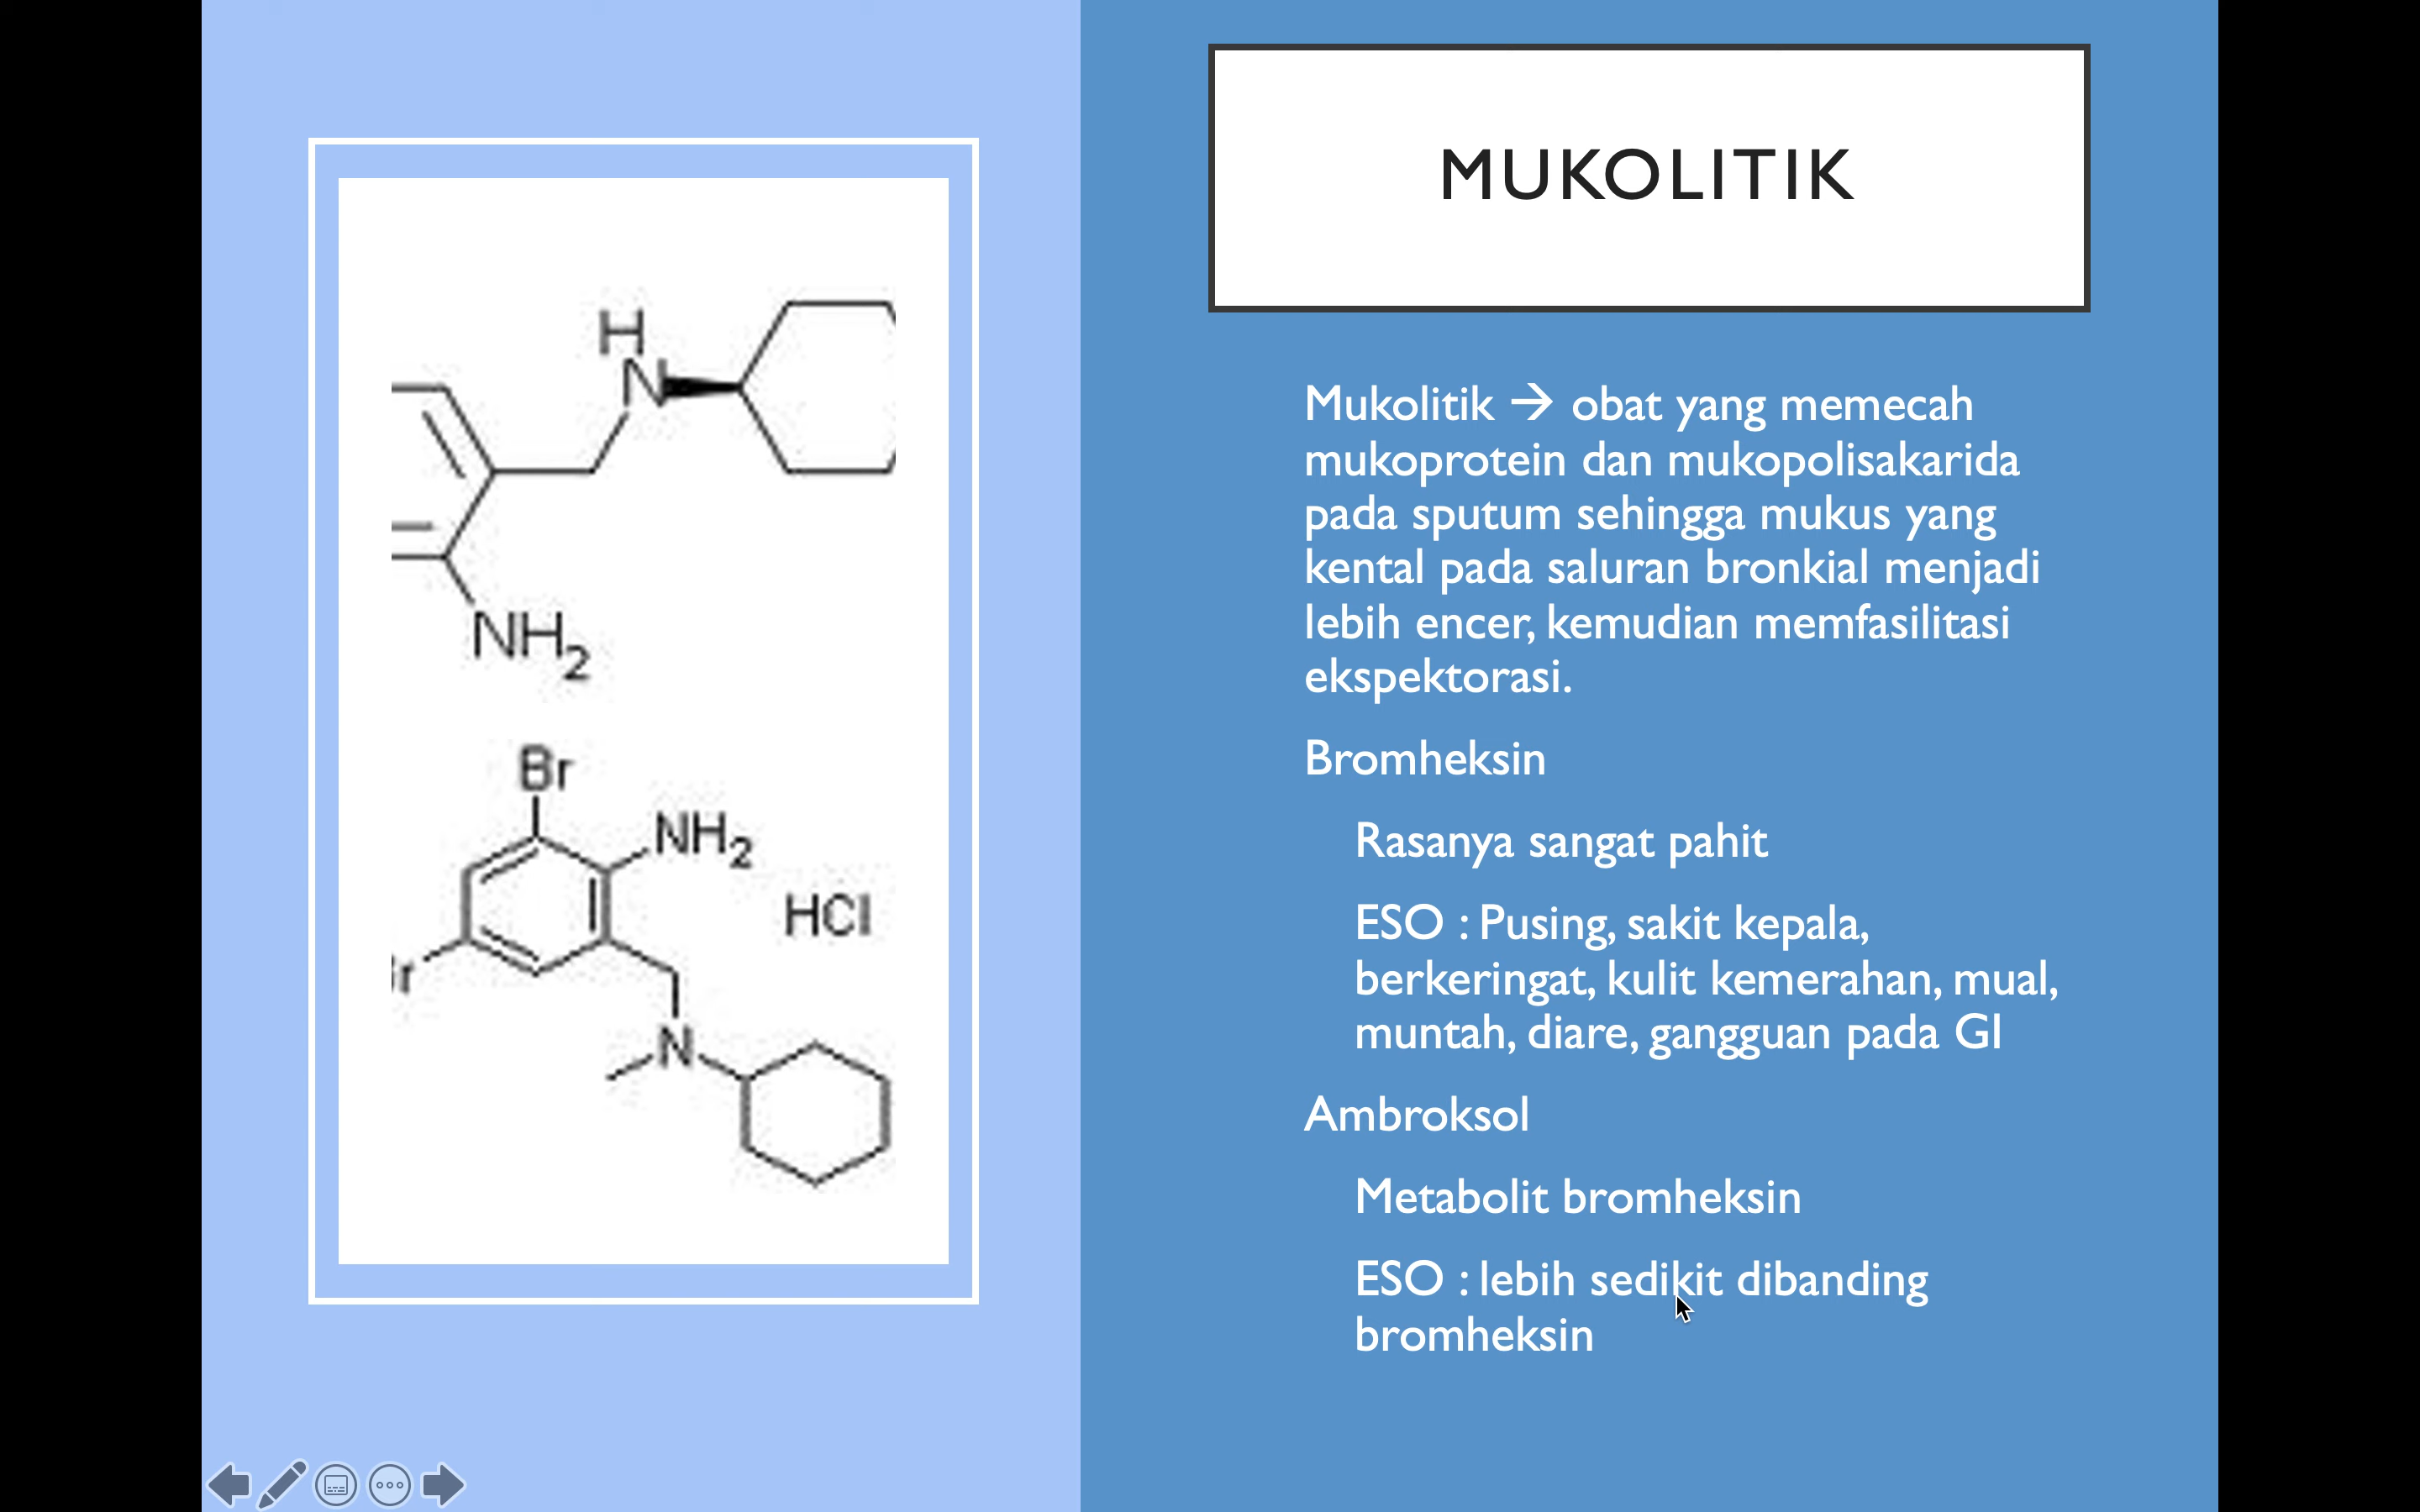 MUKOLITIK
Mukolitik → obat yang memecah
mukoprotein dan mukopolisakarida
pada sputum sehingga mukus yang
kental pada saluran bronkial menjadi
lebih encer, kemudian memfasilitasi
ekspektorasi.
Bromheksin
Rasanya sangat pahit
ESO : Pusing, sakit kepala,
berkeringat, kulit kemerahan, mual,
muntah, diare, gangguan pada GI
Ambroksol
Metabolit bromheksin
ESO : lebih sedikit dibanding
bromheksin
H
N
NH2
Br
NH2
HCl
N